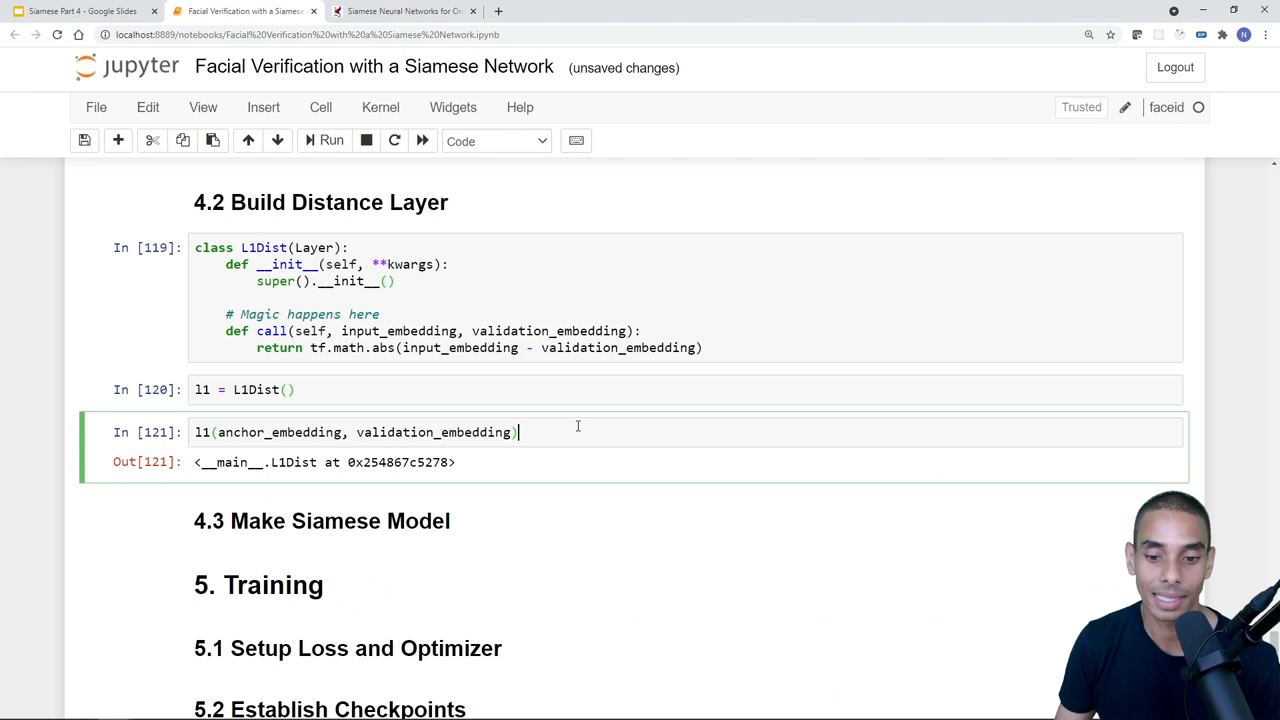 Siamese Part 4 - Google Slides
Facial Verification with a Siamese
Siamese Neural Networks for On
localhost:8889/notebooks/Facial%20Verification%20with%20a%20Siamese%20Network.ipynb
jupyter Facial Verification with a Siamese Network (unsaved changes) Logout
File Edit View Insert Cell Kernel Widgets Help Trusted faceid
Run Code
4.2 Build Distance Layer
In [119]: class L1Dist(Layer):
def __init__(self, **kwargs):
super().__init__()
# Magic happens here
def call(self, input_embedding, validation_embedding):
return tf.math.abs(input_embedding - validation_embedding)
In [120]: l1 = L1Dist()
In [121]: l1(anchor_embedding, validation_embedding)
Out[121]: <__main__.L1Dist at 0x254867c5278>
4.3 Make Siamese Model
5. Training
5.1 Setup Loss and Optimizer
5.2 Establish Checkpoints